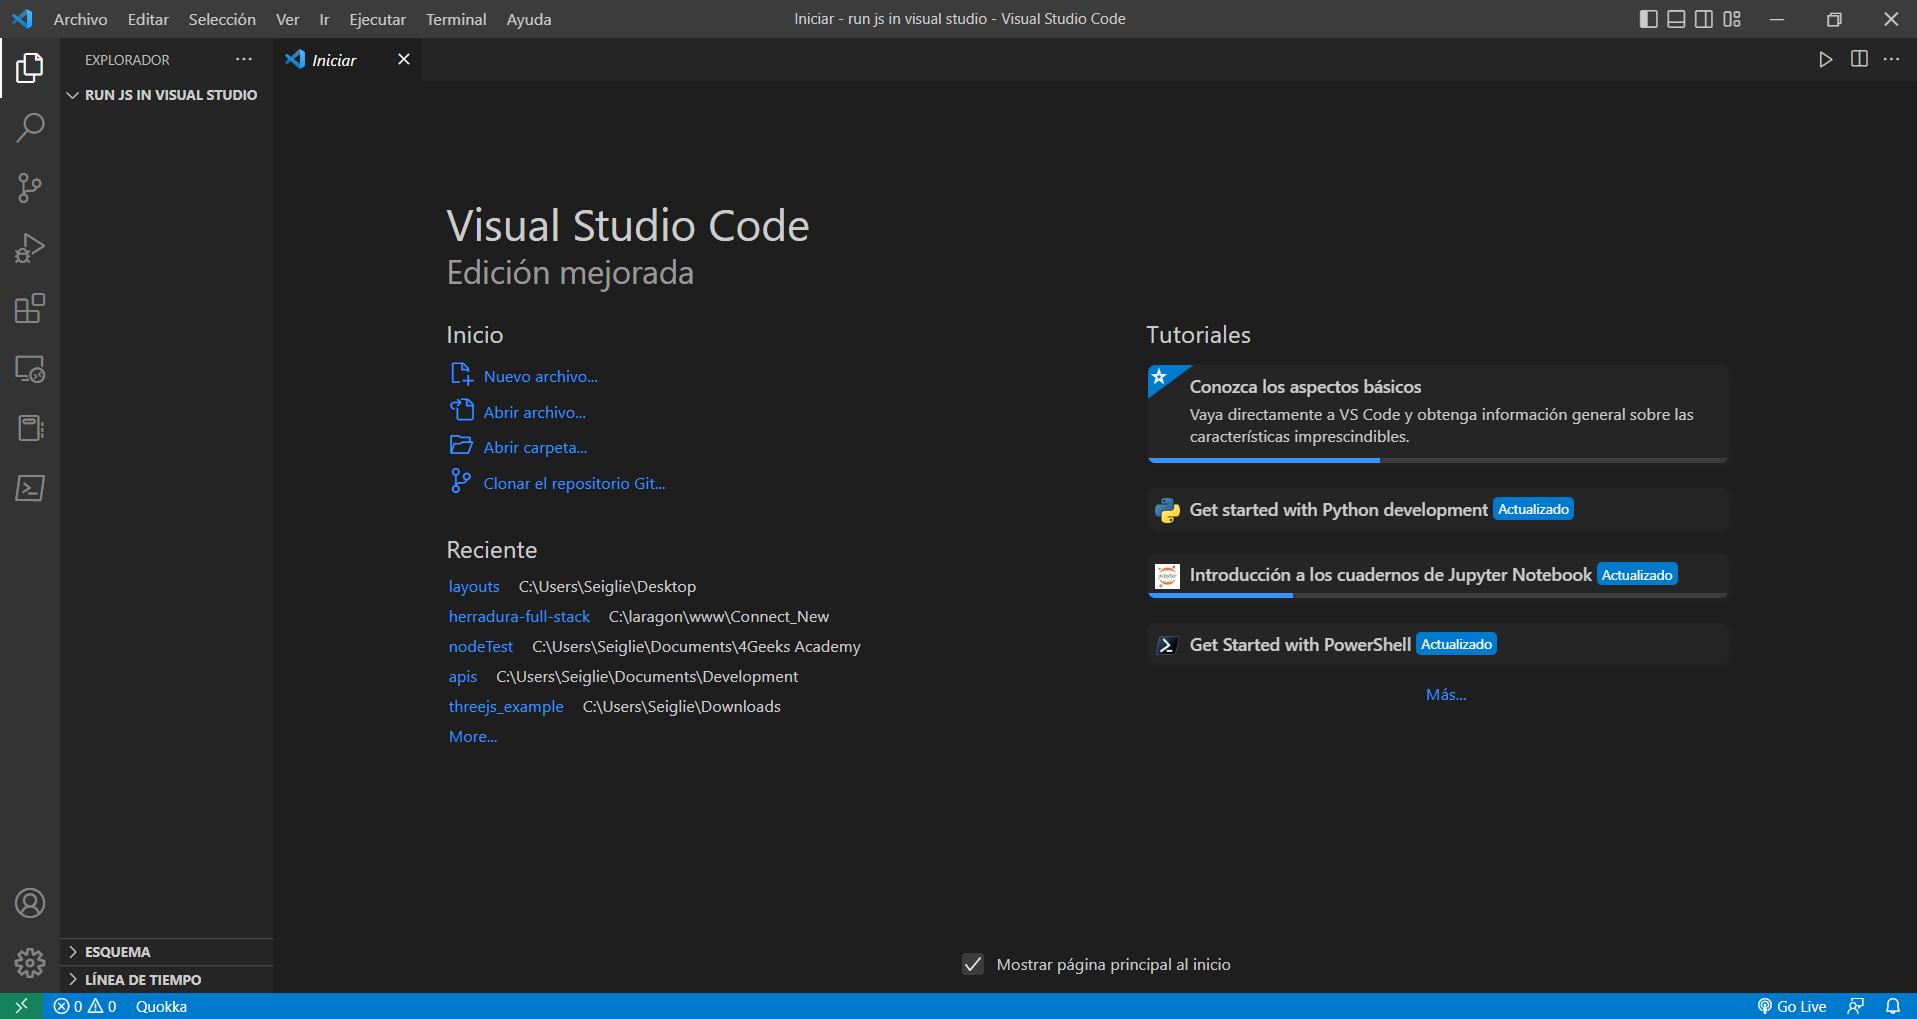 Archivo Editar Selección Ver Ir Ejecutar Terminal Ayuda
Iniciar - run js in visual studio - Visual Studio Code
EXPLORADOR
Iniciar
RUN JS IN VISUAL STUDIO
Visual Studio Code
Edición mejorada
Inicio
Nuevo archivo...
Abrir archivo...
Abrir carpeta...
Clonar el repositorio Git...
Reciente
layouts C:\Users\Seiglie\Desktop
herradura-full-stack C:\laragon\www\Connect_New
nodeTest C:\Users\Seiglie\Documents\4Geeks Academy
apis C:\Users\Seiglie\Documents\Development
threejs_example C:\Users\Seiglie\Downloads
More...
Tutoriales
Conozca los aspectos básicos
Vaya directamente a VS Code y obtenga información general sobre las
características imprescindibles.
Get started with Python development Actualizado
jupyter
Introducción a los cuadernos de Jupyter Notebook Actualizado
Get Started with PowerShell Actualizado
Más...
Mostrar página principal al inicio
ESQUEMA
LÍNEA DE TIEMPO
0 0 Quokka
Go Live